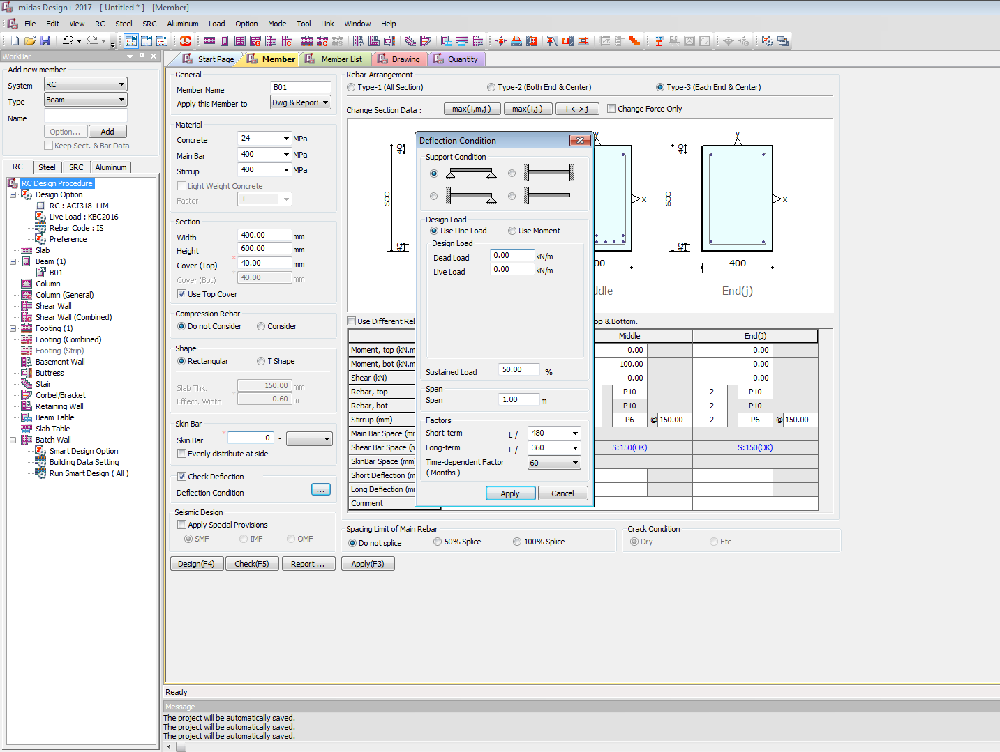 midas Design+ 2017 - [ Untitled * ] - [Member]
File Edit View RC Steel SRC Aluminum Load Option Mode Tool Link Window Help
WorkBar
Add new member
System RC
Type Beam
Name
Option... Add
Keep Sect. & Bar Data
RC Steel SRC Aluminum
RC Design Procedure
Design Option
RC : ACI318-11M
Live Load : KBC2016
Rebar Code : IS
Preference
Slab
Beam (1)
B01
Column
Column (General)
Shear Wall
Shear Wall (Combined)
Footing (1)
Footing (Combined)
Footing (Strip)
Basement Wall
Buttress
Stair
Corbel/Bracket
Retaining Wall
Beam Table
Slab Table
Batch Wall
Smart Design Option
Building Data Setting
Run Smart Design ( All )
Start Page Member Member List Drawing Quantity
General
Member Name B01
Apply this Member to Dwg & Repor
Material
Concrete 24 MPa
Main Bar 400 MPa
Stirrup 400 MPa
Light Weight Concrete
Factor 1
Section
Width 400.00 mm
Height 600.00 mm
* Cover (Top) 40.00 mm
Cover (Bot) 40.00 mm
Use Top Cover
Compression Rebar
Do not Consider Consider
Shape
Rectangular T Shape
Slab Thk. 150.00 mm
Effect. Width * 0.60 m
Skin Bar
Skin Bar * 0 -
Evenly distribute at side
Check Deflection
Deflection Condition ...
Seismic Design
Apply Special Provisions
SMF IMF OMF
Design(F4) Check(F5) Report ... Apply(F3)
Rebar Arrangement
Type-1 (All Section) Type-2 (Both End & Center) Type-3 (Each End & Center)
Change Section Data : max(i,m,j) max(i,j) i <-> j Change Force Only
40 600 40
y x
00
ddle
40 600 40
y x
400
End(j)
Use Different Rel op & Bottom.
Middle End(J)
Moment, top (kN.m 0.00 0.00
Moment, bot (kN.m 100.00 0.00
Shear (kN) 0.00 0.00
Rebar, top - P10 2 - P10
Rebar, bot - P10 2 - P10
Stirrup (mm) - P6 @ 150.00 2 - P6 @ 150.00
Main Bar Space (mm
Shear Bar Space (m S:150(OK) S:150(OK)
SkinBar Space (mm
Short Deflection (m
Long Deflection (m
Comment
Spacing Limit of Main Rebar
Do not splice 50% Splice 100% Splice
Crack Condition
Dry Etc
Deflection Condition
Support Condition
Design Load
Use Line Load Use Moment
Design Load
Dead Load 0.00 kN/m
Live Load 0.00 kN/m
Sustained Load 50.00 %
Span
Span 1.00 m
Factors
Short-term L / 480
Long-term L / 360
Time-dependent Factor 60
( Months )
Apply Cancel
Ready
Message
The project will be automatically saved.
The project will be automatically saved.
The project will be automatically saved.